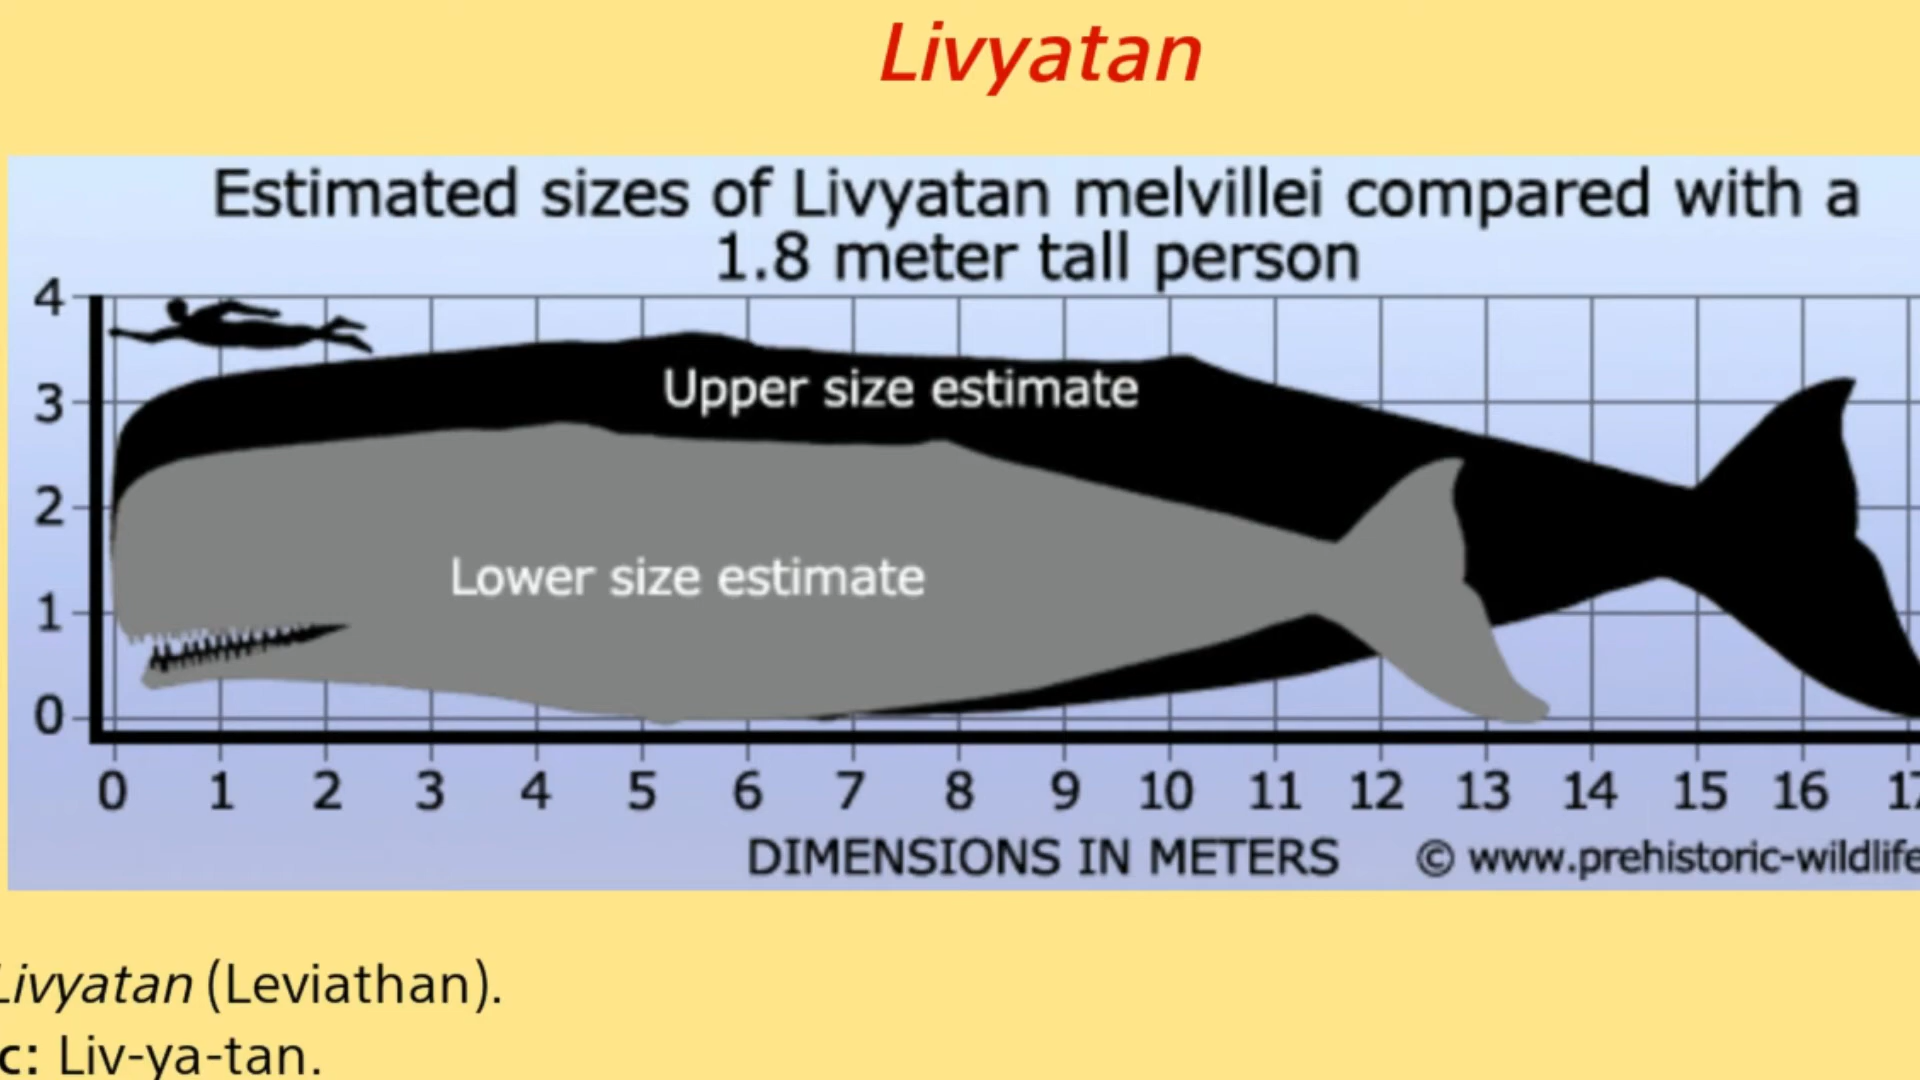 Livyatan
Estimated sizes of Livyatan melvillei compared with a
1.8 meter tall person
4
3
2
1
0
Upper size estimate
Lower size estimate
0 1 2 3 4 5 6 7 8 9 10 11 12 13 14 15 16
DIMENSIONS IN METERS © www.prehistoric-wildlife
Livyatan (Leviathan).
c: Liv-ya-tan.